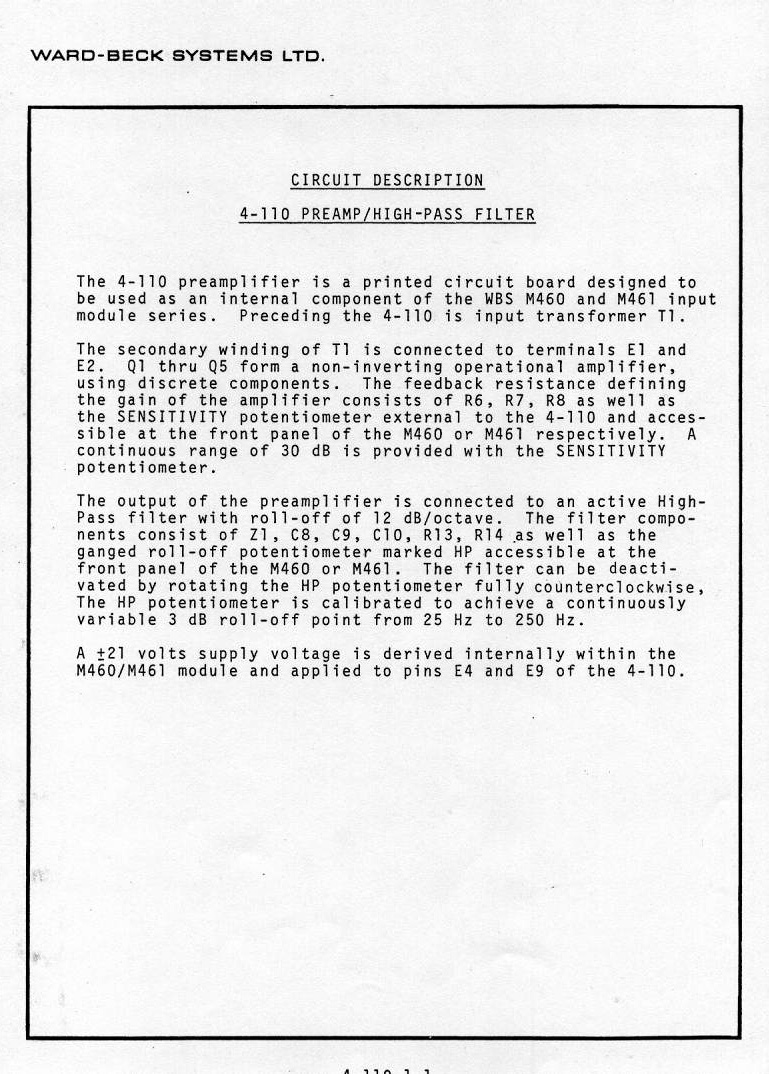 WARD-BECK SYSTEMS LTD.
CIRCUIT DESCRIPTION
4-110 PREAMP/HIGH-PASS FILTER
The 4-110 preamplifier is a printed circuit board designed to
be used as an internal component of the WBS M460 and M461 input
module series.  Preceding the 4-110 is input transformer T1.
The secondary winding of T1 is connected to terminals E1 and
E2.  Q1 thru Q5 form a non-inverting operational amplifier,
using discrete components.  The feedback resistance defining
the gain of the amplifier consists of R6, R7, R8 as well as
the SENSITIVITY potentiometer external to the 4-110 and acces-
sible at the front panel of the M460 or M461 respectively.  A
continuous range of 30 dB is provided with the SENSITIVITY
potentiometer.
The output of the preamplifier is connected to an active High-
Pass filter with roll-off of 12 dB/octave.  The filter compo-
nents consist of Z1, C8, C9, C10, R13, R14 as well as the
ganged roll-off potentiometer marked HP accessible at the
front panel of the M460 or M461.  The filter can be deacti-
vated by rotating the HP potentiometer fully counterclockwise,
The HP potentiometer is calibrated to achieve a continuously
variable 3 dB roll-off point from 25 Hz to 250 Hz.
A ±21 volts supply voltage is derived internally within the
M460/M461 module and applied to pins E4 and E9 of the 4-110.